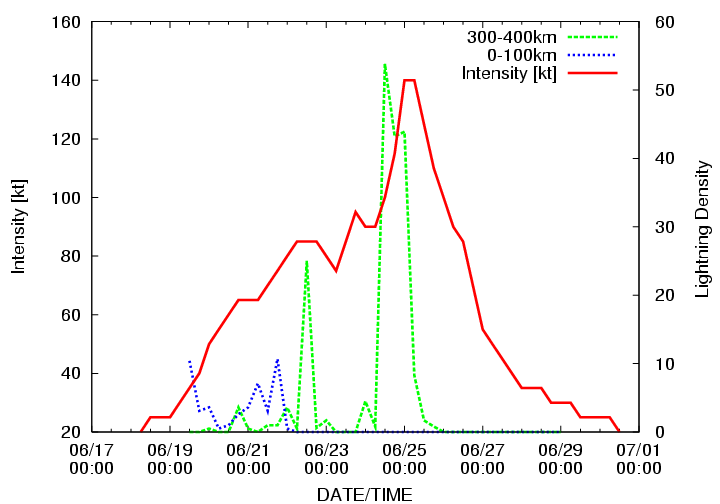 160
140
120
100
80
60
40
20
Intensity [kt]
300-400km
0-100km
Intensity [kt]
60
50
40
30
20
10
0
Lightning Density
06/17 06/19 06/21 06/23 06/25 06/27 06/29 07/01
00:00 00:00 00:00 00:00 00:00 00:00 00:00 00:00
DATE/TIME